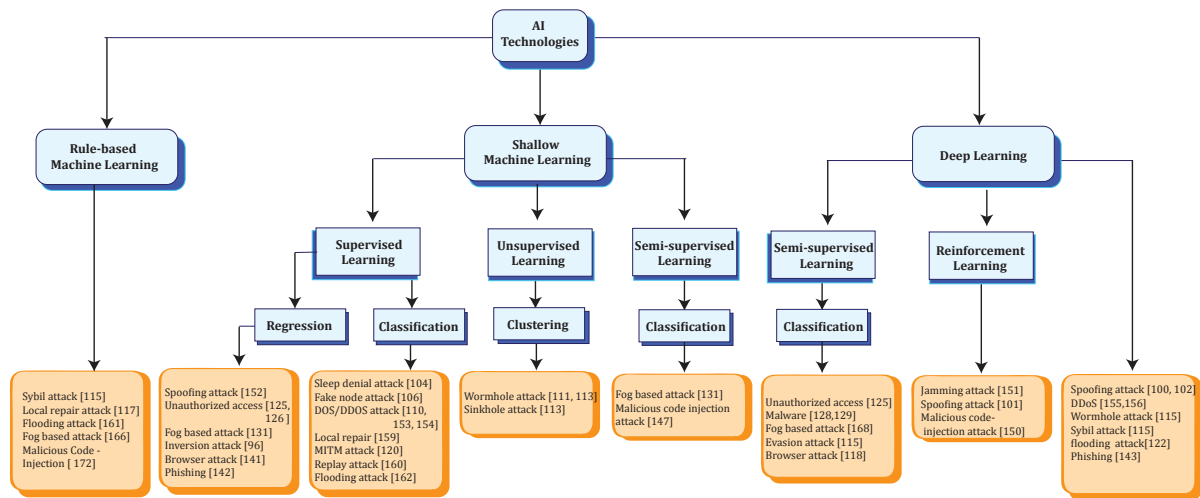 AI
Technologies
Rule-based
Machine Learning
Shallow
Machine Learning
Deep Learning
Supervised
Learning
Unsupervised
Learning
Semi-supervised
Learning
Semi-supervised
Learning
Reinforcement
Learning
Regression
Classification
Clustering
Classification
Classification
Sybil attack [115]
Local repair attack [117]
Flooding attack [161]
Fog based attack [166]
Malicious Code -
Injection [ 172]
Spoofing attack [152]
Unauthorized access [125,
126 ]
Fog based attack [131]
Inversion attack [96]
Browser attack [141]
Phishing [142]
Sleep denial attack [104]
Fake node attack [106]
DOS/DDOS attack [110,
153, 154]
Local repair [159]
MITM attack [120]
Replay attack [160]
Flooding attack [162]
Wormhole attack [111, 113]
Sinkhole attack [113]
Fog based attack [131]
Malicious code injection
attack [147]
Unauthorized access [125]
Malware [128,129]
Fog based attack [168]
Evasion attack [115]
Browser attack [118]
Jamming attack [151]
Spoofing attack [101]
Malicious code-
injection attack [150]
Spoofing attack [100, 102]
DDoS [155,156]
Wormhole attack [115]
Sybil attack [115]
flooding attack[122]
Phishing [143]